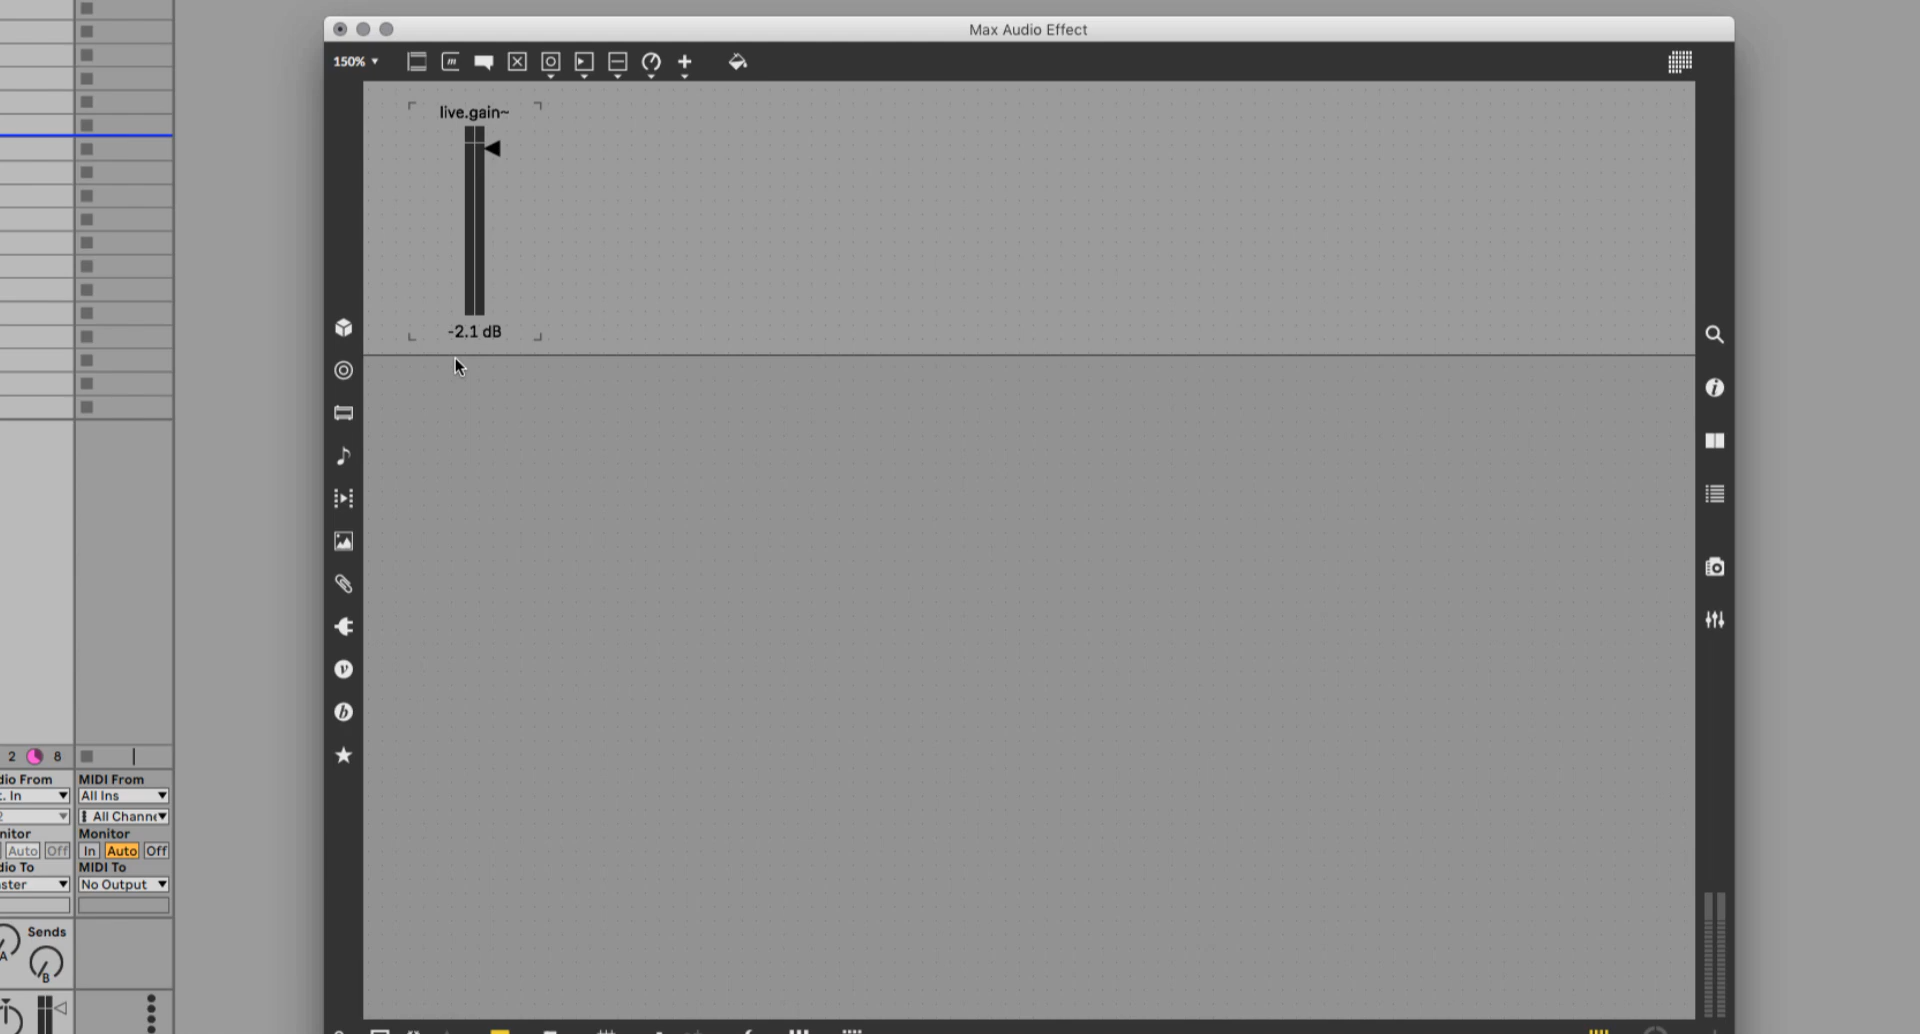 Max Audio Effect
150%
live.gain~
-2.1 dB
2 8
dio From MIDI From
. In All Ins
All Chann
nitor Monitor
Auto Off In Auto Off
dio To MIDI To
ster No Output
Sends
A
B